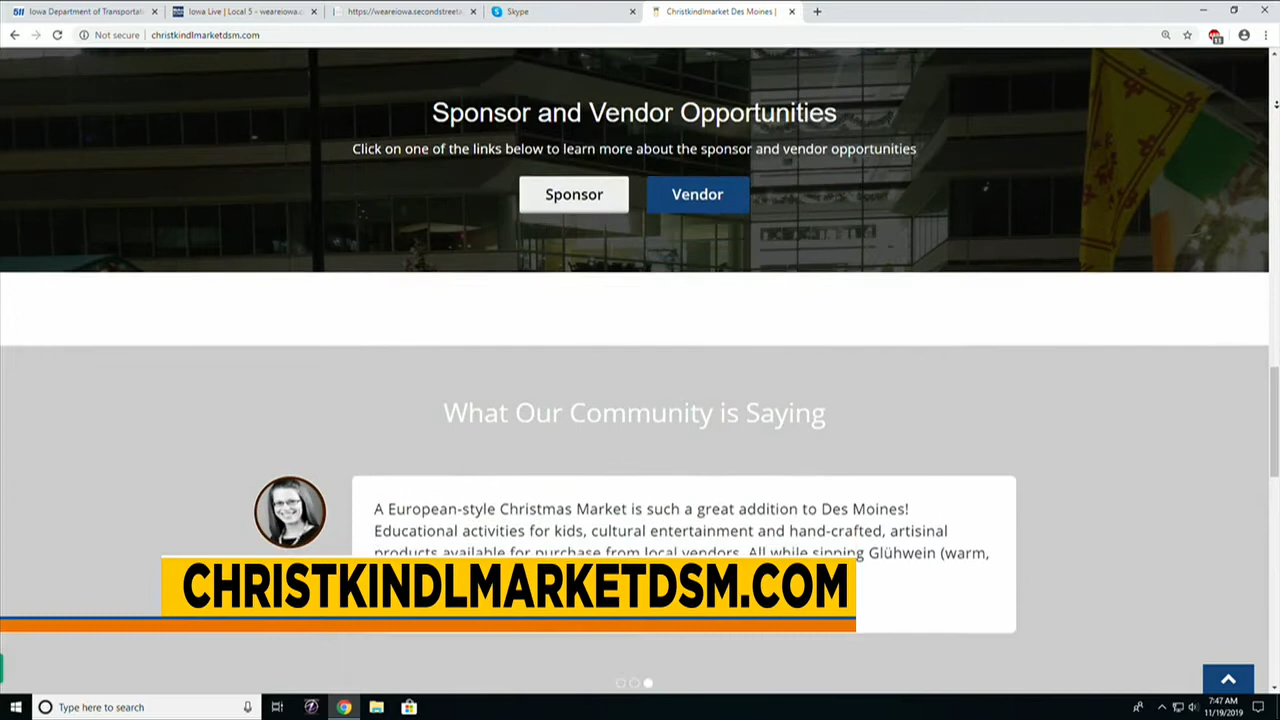 511 Iowa Department of Transportat
Iowa Live | Local 5 - weareiowa.c
https://weareiowa.secondstreeta
Skype
Christkindlmarket Des Moines |
Not secure | christkindlmarketdsm.com
Sponsor and Vendor Opportunities
Click on one of the links below to learn more about the sponsor and vendor opportunities
Sponsor
Vendor
What Our Community is Saying
A European-style Christmas Market is such a great addition to Des Moines!
Educational activities for kids, cultural entertainment and hand-crafted, artisinal
products available for purchase from local vendors. All while sipping Glühwein (warm,
CHRISTKINDLMARKETDSM.COM
Type here to search
7:47 AM
11/19/2019